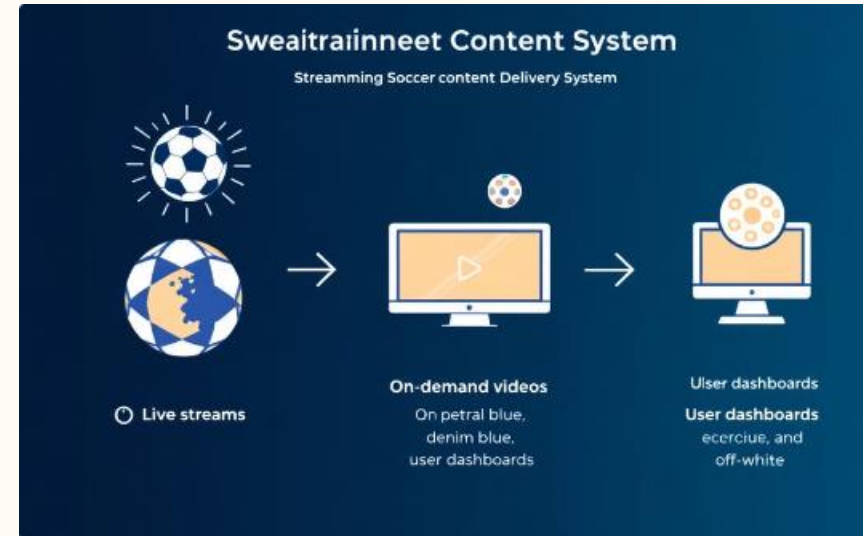 Sweaitraiinneet Content System
Streamming Soccer content Delivery System
Live streams
On-demand videos
On petral blue,
denim blue,
user dashboards
Ulser dashboards
User dashboards
ecerciue, and
off-white